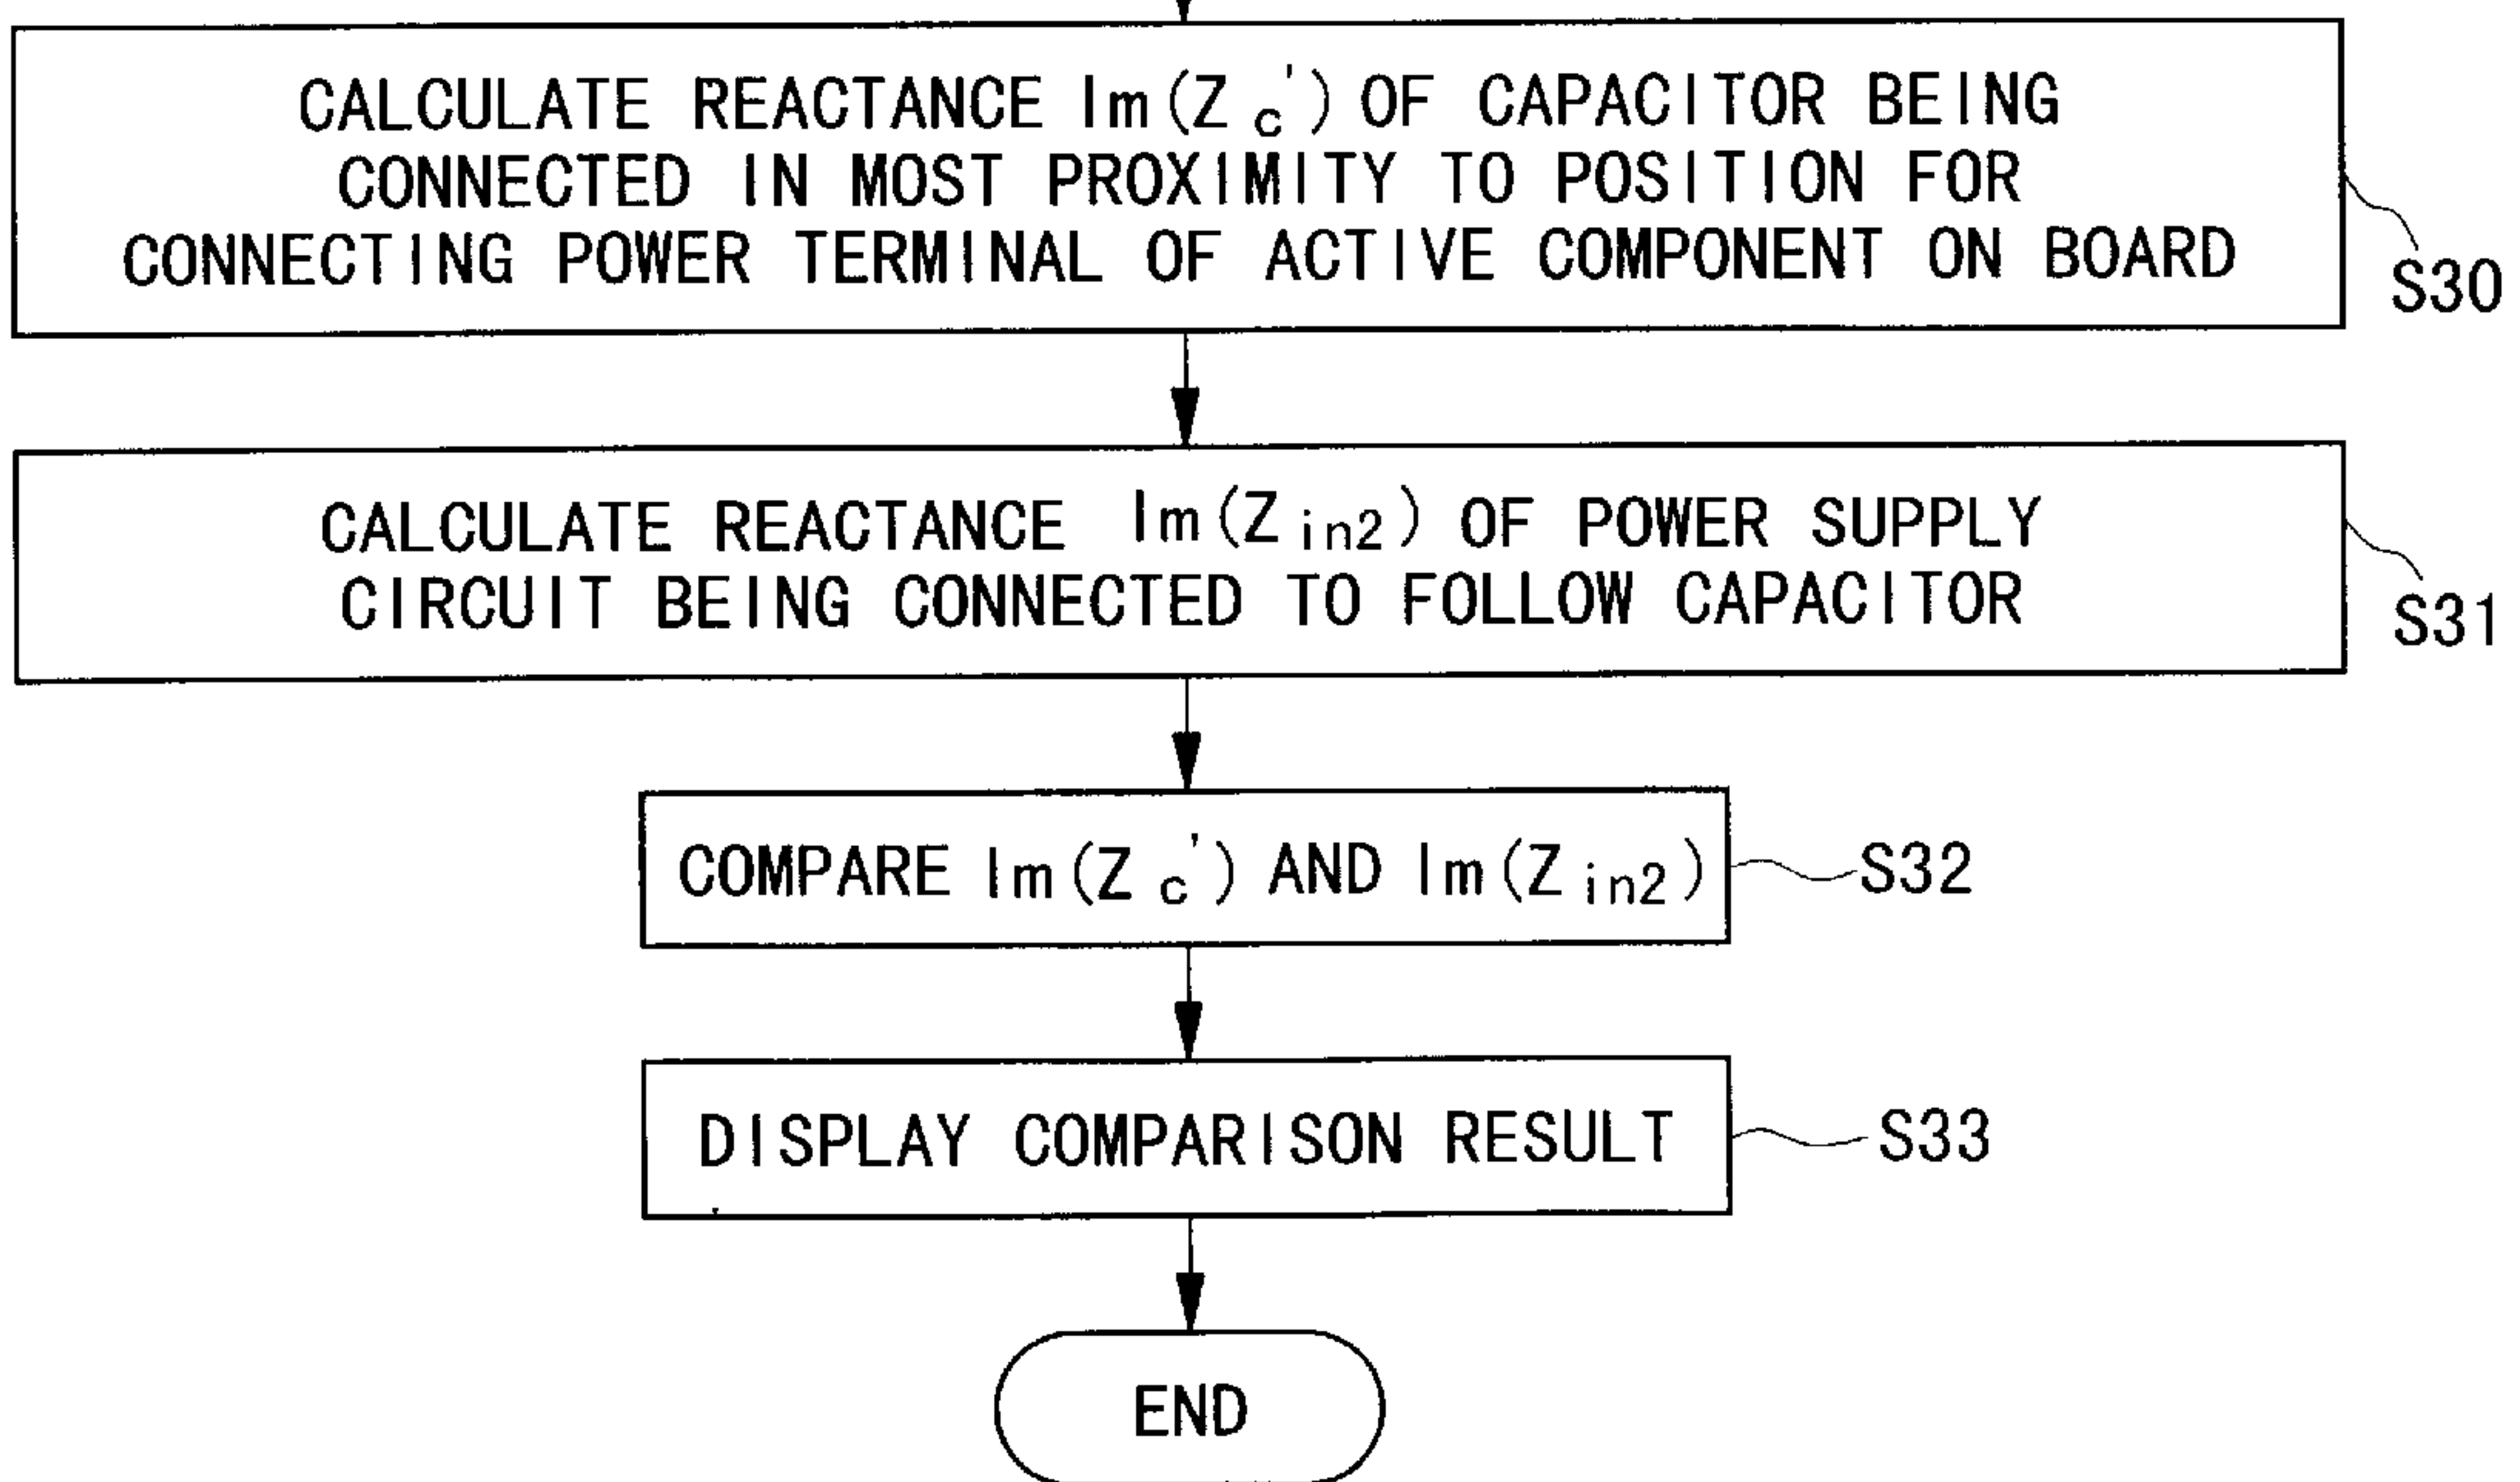 CALCULATE REACTANCE Im(Zc') OF CAPACITOR BEING
CONNECTED IN MOST PROXIMITY TO POSITION FOR
CONNECTING POWER TERMINAL OF ACTIVE COMPONENT ON BOARD
S30
CALCULATE REACTANCE Im(Zin2) OF POWER SUPPLY
CIRCUIT BEING CONNECTED TO FOLLOW CAPACITOR
S31
COMPARE Im(Zc') AND Im(Zin2)
S32
DISPLAY COMPARISON RESULT
S33
END